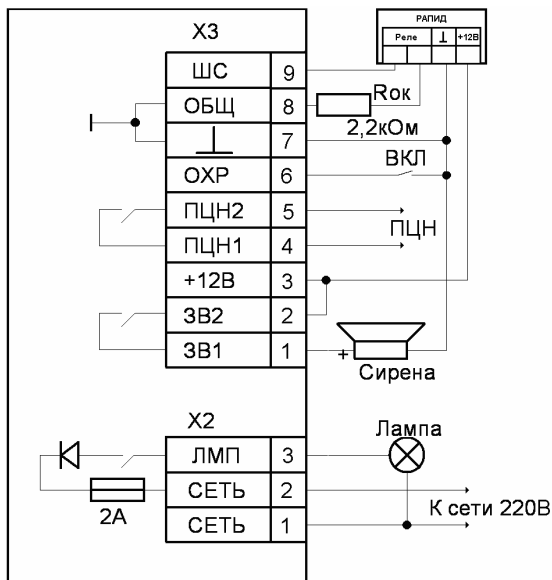 РАПИД
Реле ⊥ +12В
X3
ШС 9
ОБЩ 8
Rок
2,2кОм
⊥ 7
ОХР 6
ВКЛ
ПЦН2 5
ПЦН
ПЦН1 4
+12В 3
ЗВ2 2
ЗВ1 1
+
Сирена
X2
Лампа
ЛМП 3
СЕТЬ 2
2А
СЕТЬ 1
К сети 220В